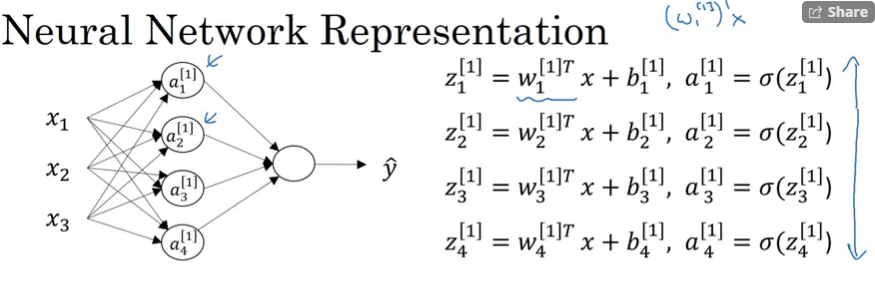 Share
(w₁^[1])' x
Neural Network Representation
x₁
x₂
x₃
a₁^[1]
a₂^[1]
a₃^[1]
a₄^[1]
ŷ
z₁^[1] = w₁^[1]T x + b₁^[1], a₁^[1] = σ(z₁^[1])
z₂^[1] = w₂^[1]T x + b₂^[1], a₂^[1] = σ(z₂^[1])
z₃^[1] = w₃^[1]T x + b₃^[1], a₃^[1] = σ(z₃^[1])
z₄^[1] = w₄^[1]T x + b₄^[1], a₄^[1] = σ(z₄^[1])